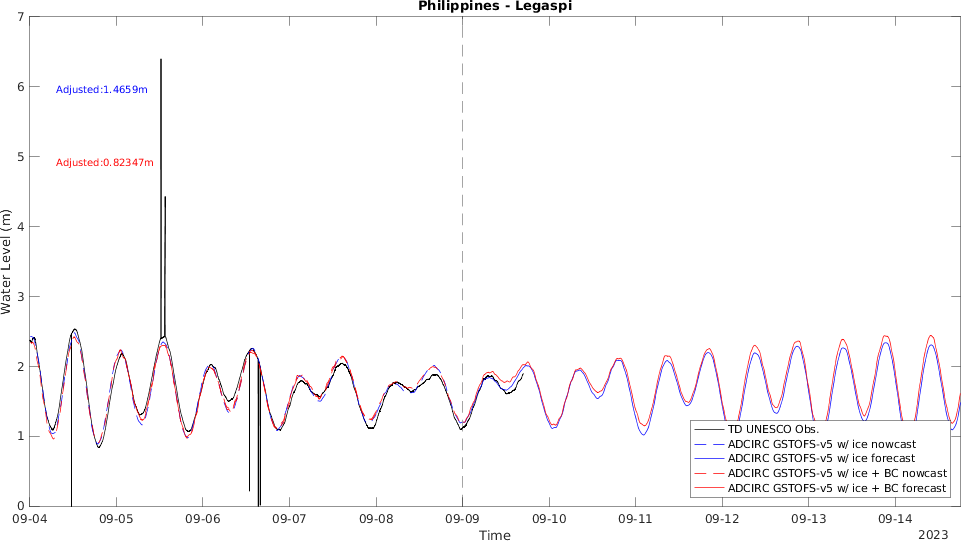 Philippines - Legaspi
7
6
5
4
3
2
1
0
Water Level (m)
Adjusted:1.4659m
Adjusted:0.82347m
TD UNESCO Obs.
ADCIRC GSTOFS-v5 w/ ice nowcast
ADCIRC GSTOFS-v5 w/ ice forecast
ADCIRC GSTOFS-v5 w/ ice + BC nowcast
ADCIRC GSTOFS-v5 w/ ice + BC forecast
09-04 09-05 09-06 09-07 09-08 09-09 09-10 09-11 09-12 09-13 09-14
Time
2023